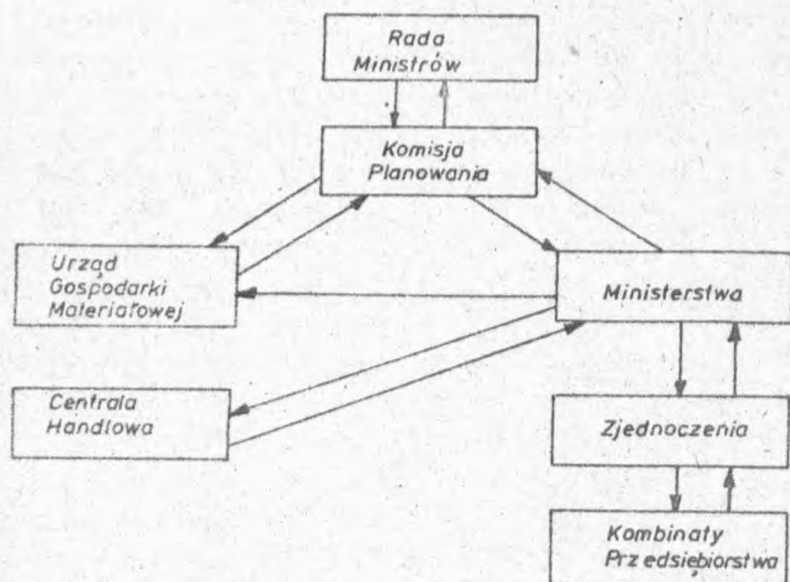 Rada
Ministrów
Komisja
Planowania
Urząd
Gospodarki
Materiałowej
Ministerstwa
Centrala
Handlowa
Zjednoczenia
Kombinaty
Przedsiębiorstwa